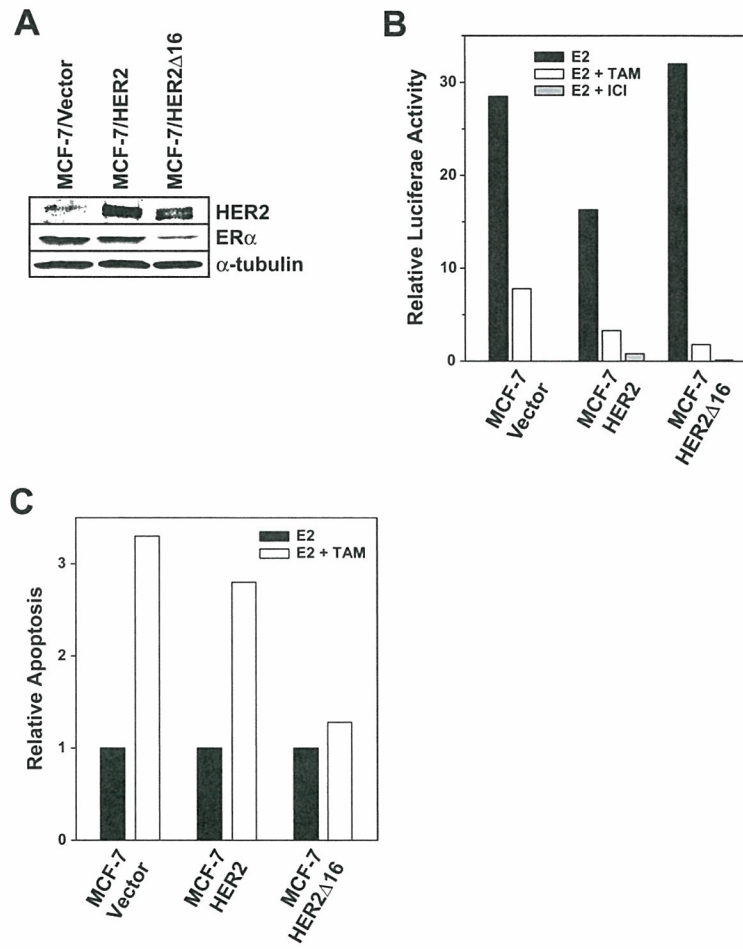 A
MCF-7/Vector
MCF-7/HER2
MCF-7/HER2Δ16
HER2
ERα
α-tubulin
B
Relative Luciferae Activity
30
20
10
0
E2
E2 + TAM
E2 + ICI
MCF-7
Vector
MCF-7
HER2
MCF-7
HER2Δ16
C
Relative Apoptosis
3
2
1
0
E2
E2 + TAM
MCF-7
Vector
MCF-7
HER2
MCF-7
HER2Δ16